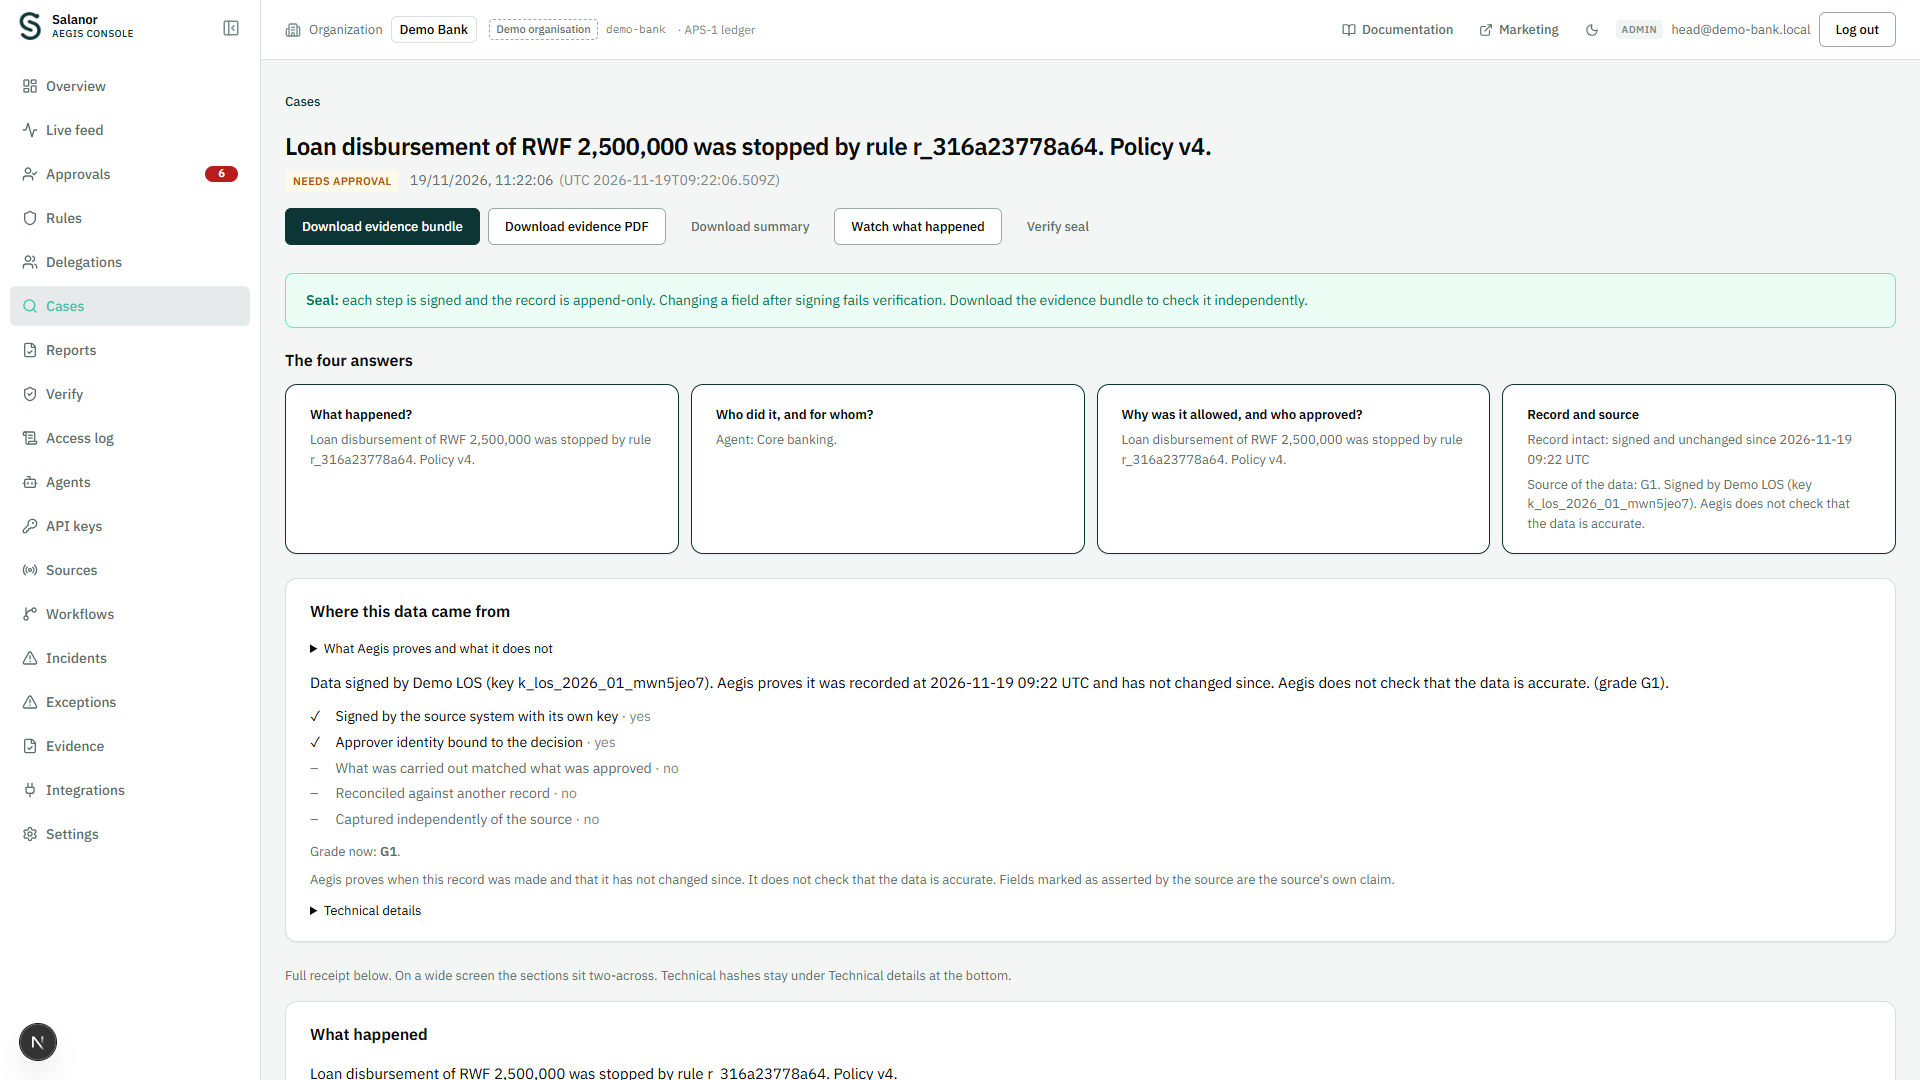 Salanor
AEGIS CONSOLE
Organization
Demo Bank
Demo organisation
demo-bank
· APS-1 ledger
Documentation
Marketing
ADMIN
head@demo-bank.local
Log out
Overview
Live feed
Approvals
6
Rules
Delegations
Cases
Reports
Verify
Access log
Agents
API keys
Sources
Workflows
Incidents
Exceptions
Evidence
Integrations
Settings
N
Cases
Loan disbursement of RWF 2,500,000 was stopped by rule r_316a23778a64. Policy v4.
NEEDS APPROVAL
19/11/2026, 11:22:06 (UTC 2026-11-19T09:22:06.509Z)
Download evidence bundle
Download evidence PDF
Download summary
Watch what happened
Verify seal
Seal: each step is signed and the record is append-only. Changing a field after signing fails verification. Download the evidence bundle to check it independently.
The four answers
What happened?
Loan disbursement of RWF 2,500,000 was stopped by rule
r_316a23778a64. Policy v4.
Who did it, and for whom?
Agent: Core banking.
Why was it allowed, and who approved?
Loan disbursement of RWF 2,500,000 was stopped by rule
r_316a23778a64. Policy v4.
Record and source
Record intact: signed and unchanged since 2026-11-19
09:22 UTC
Source of the data: G1. Signed by Demo LOS (key
k_los_2026_01_mwn5jeo7). Aegis does not check that
the data is accurate.
Where this data came from
▶ What Aegis proves and what it does not
Data signed by Demo LOS (key k_los_2026_01_mwn5jeo7). Aegis proves it was recorded at 2026-11-19 09:22 UTC and has not changed since. Aegis does not check that the data is accurate. (grade G1).
✓ Signed by the source system with its own key · yes
✓ Approver identity bound to the decision · yes
– What was carried out matched what was approved · no
– Reconciled against another record · no
– Captured independently of the source · no
Grade now: G1.
Aegis proves when this record was made and that it has not changed since. It does not check that the data is accurate. Fields marked as asserted by the source are the source's own claim.
▶ Technical details
Full receipt below. On a wide screen the sections sit two-across. Technical hashes stay under Technical details at the bottom.
What happened
Loan disbursement of RWF 2,500,000 was stopped by rule r_316a23778a64. Policy v4.